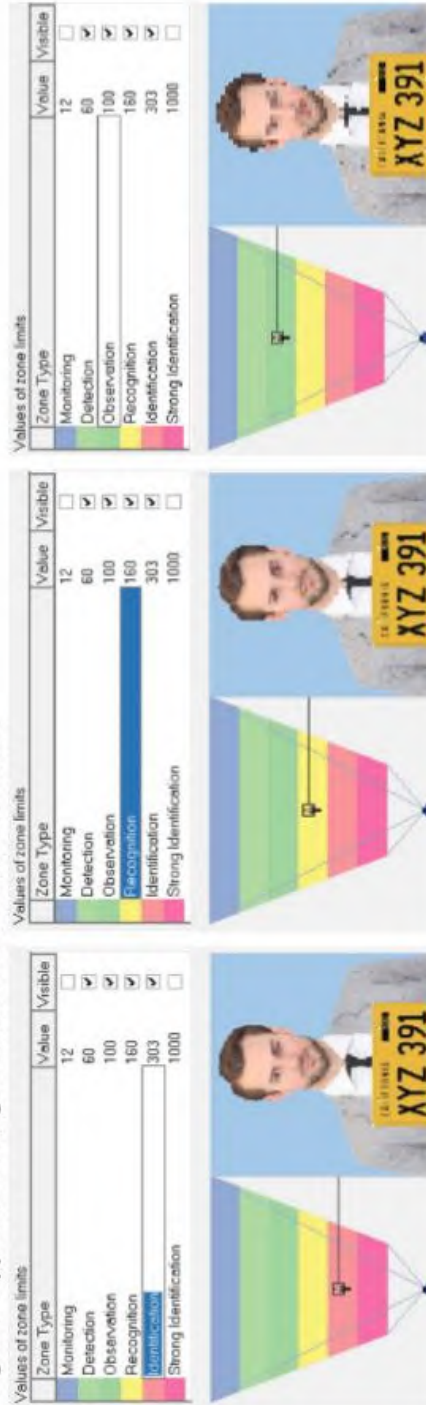 Values of zone limits
Zone Type Value Visible
Monitoring 12
Detection 60
Observation 100
Recognition 160
Identification 303
Strong Identification 1000
CALIFORNIA
XYZ 391
Values of zone limits
Zone Type Value Visible
Monitoring 12
Detection 60
Observation 100
Recognition 160
Identification 303
Strong Identification 1000
CALIFORNIA
XYZ 391
Values of zone limits
Zone Type Value Visible
Monitoring 12
Detection 60
Observation 100
Recognition 160
Identification 303
Strong Identification 1000
CALIFORNIA
XYZ 391